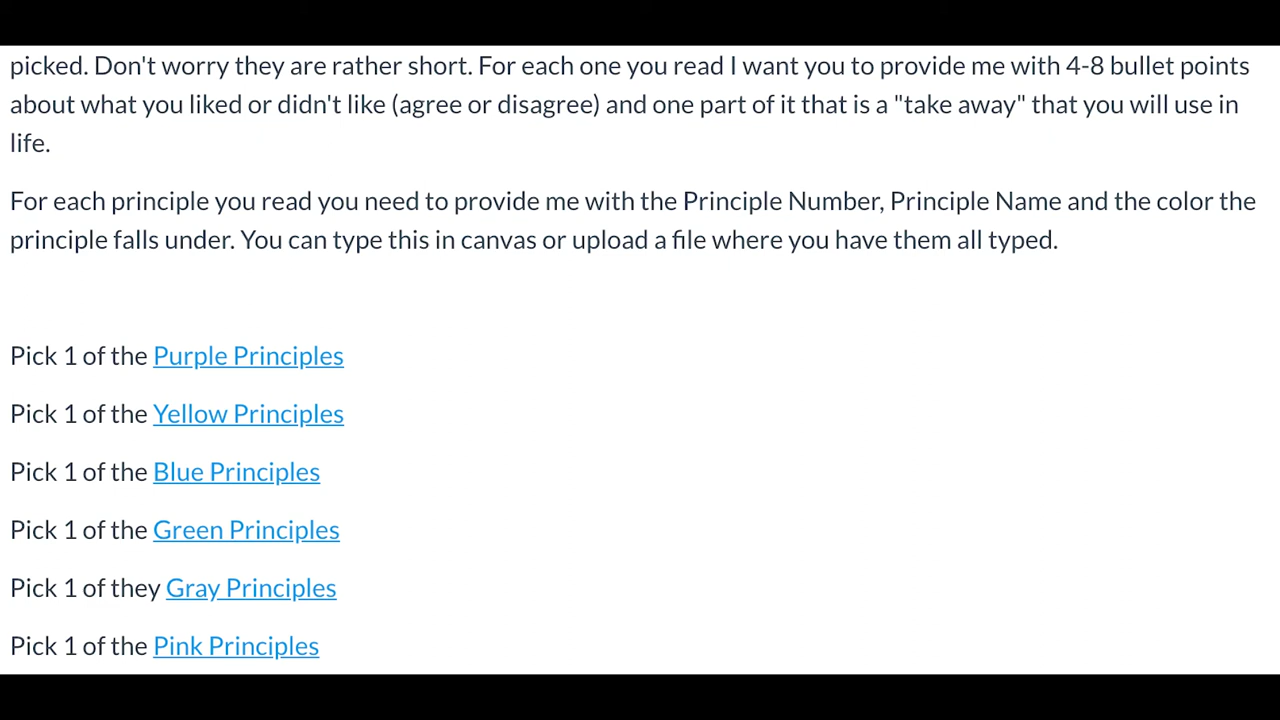 picked. Don't worry they are rather short. For each one you read I want you to provide me with 4-8 bullet points
about what you liked or didn't like (agree or disagree) and one part of it that is a "take away" that you will use in
life.
For each principle you read you need to provide me with the Principle Number, Principle Name and the color the
principle falls under. You can type this in canvas or upload a file where you have them all typed.
Pick 1 of the Purple Principles
Pick 1 of the Yellow Principles
Pick 1 of the Blue Principles
Pick 1 of the Green Principles
Pick 1 of they Gray Principles
Pick 1 of the Pink Principles